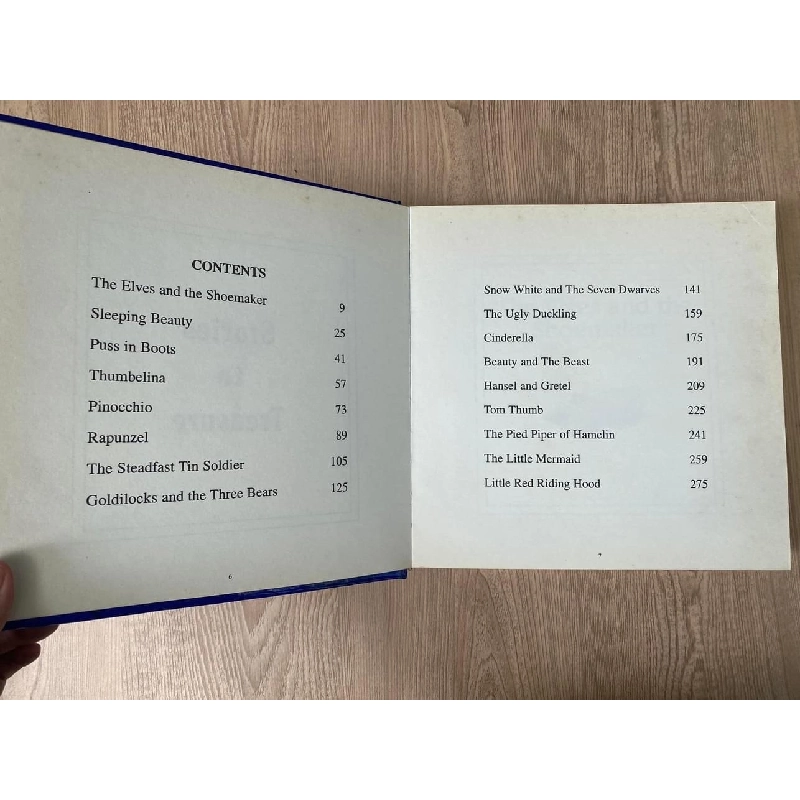 CONTENTS
The Elves and the Shoemaker 9
Sleeping Beauty 25
Puss in Boots 41
Thumbelina 57
Pinocchio 73
Rapunzel 89
The Steadfast Tin Soldier 105
Goldilocks and the Three Bears 125
6
Snow White and The Seven Dwarves 141
The Ugly Duckling 159
Cinderella 175
Beauty and The Beast 191
Hansel and Gretel 209
Tom Thumb 225
The Pied Piper of Hamelin 241
The Little Mermaid 259
Little Red Riding Hood 275